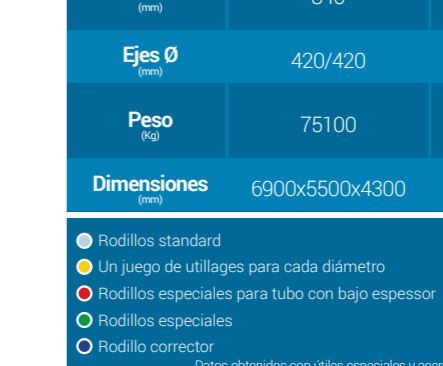 (mm)
Ejes Ø
(mm)
420/420
Peso
(Kg)
75100
Dimensiones
(mm)
6900x5500x4300
Rodillos standard
Un juego de utillages para cada diámetro
Rodillos especiales para tubo con bajo espessor
Rodillos especiales
Rodillo corrector
Datos obtenidos con útiles especiales y